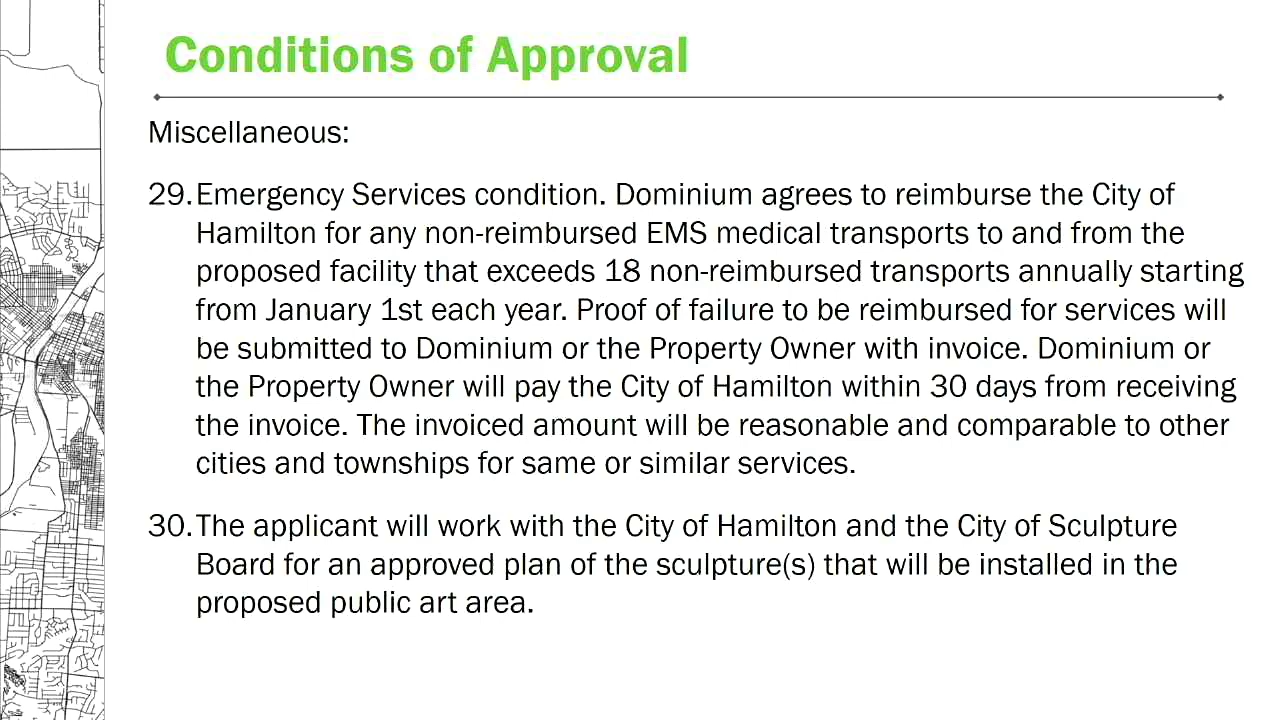 Conditions of Approval
Miscellaneous:
29. Emergency Services condition. Dominium agrees to reimburse the City of
Hamilton for any non-reimbursed EMS medical transports to and from the
proposed facility that exceeds 18 non-reimbursed transports annually starting
from January 1st each year. Proof of failure to be reimbursed for services will
be submitted to Dominium or the Property Owner with invoice. Dominium or
the Property Owner will pay the City of Hamilton within 30 days from receiving
the invoice. The invoiced amount will be reasonable and comparable to other
cities and townships for same or similar services.
30. The applicant will work with the City of Hamilton and the City of Sculpture
Board for an approved plan of the sculpture(s) that will be installed in the
proposed public art area.